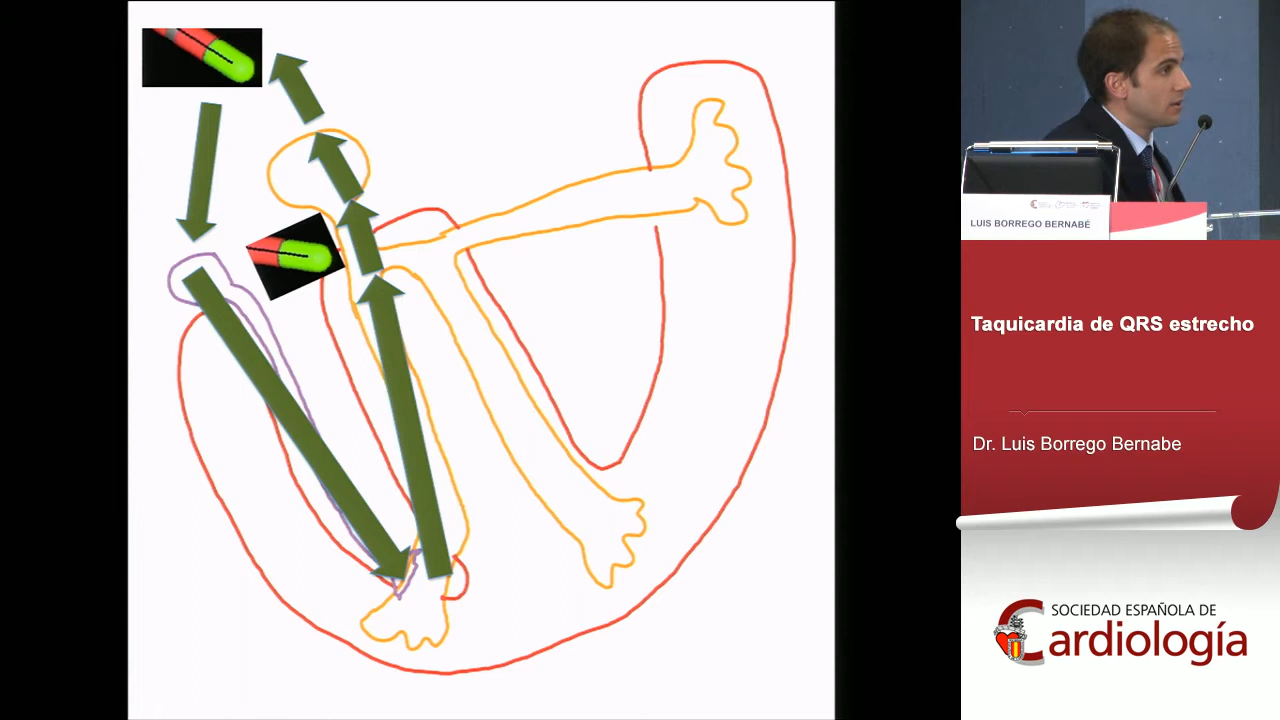 LUIS BORREGO BERNABÉ
Taquicardia de QRS estrecho
Dr. Luis Borrego Bernabe
SOCIEDAD ESPAÑOLA DE
Cardiología